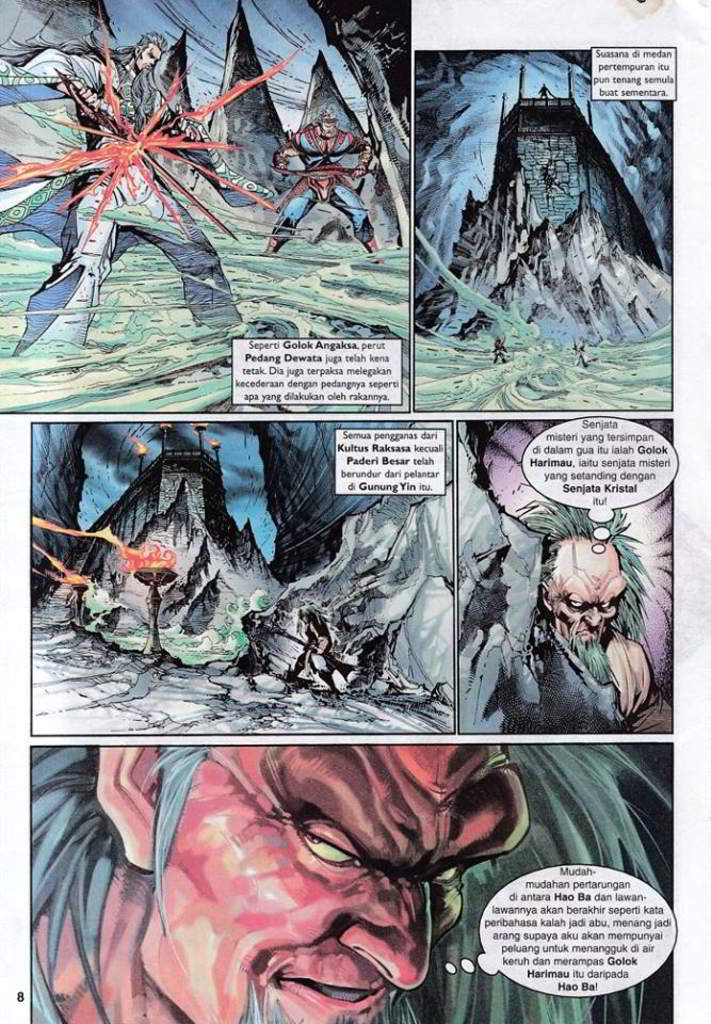 Seperti Golok Angaksa, perut
Pedang Dewata juga telah kena
tetak. Dia juga terpaksa melegakan
kecederaan dengan pedangnya seperti
apa yang dilakukan oleh rakannya.
Suasana di medan
pertempuran itu
pun tenang semula
buat sementara.
Semua pengganas dari
Kultus Raksasa kecuali
Paderi Besar telah
berundur dari pelantar
di Gunung Yin itu.
Senjata
misteri yang tersimpan
di dalam gua itu ialah Golok
Harimau, iaitu senjata misteri
yang setanding dengan
Senjata Kristal
itu!
Mudah-
mudahan pertarungan
di antara Hao Ba dan lawan-
lawannya akan berakhir seperti kata
peribahasa kalah jadi abu, menang jadi
arang supaya aku akan mempunyai
peluang untuk menangguk di air
keruh dan merampas Golok
Harimau itu daripada
Hao Ba!
8